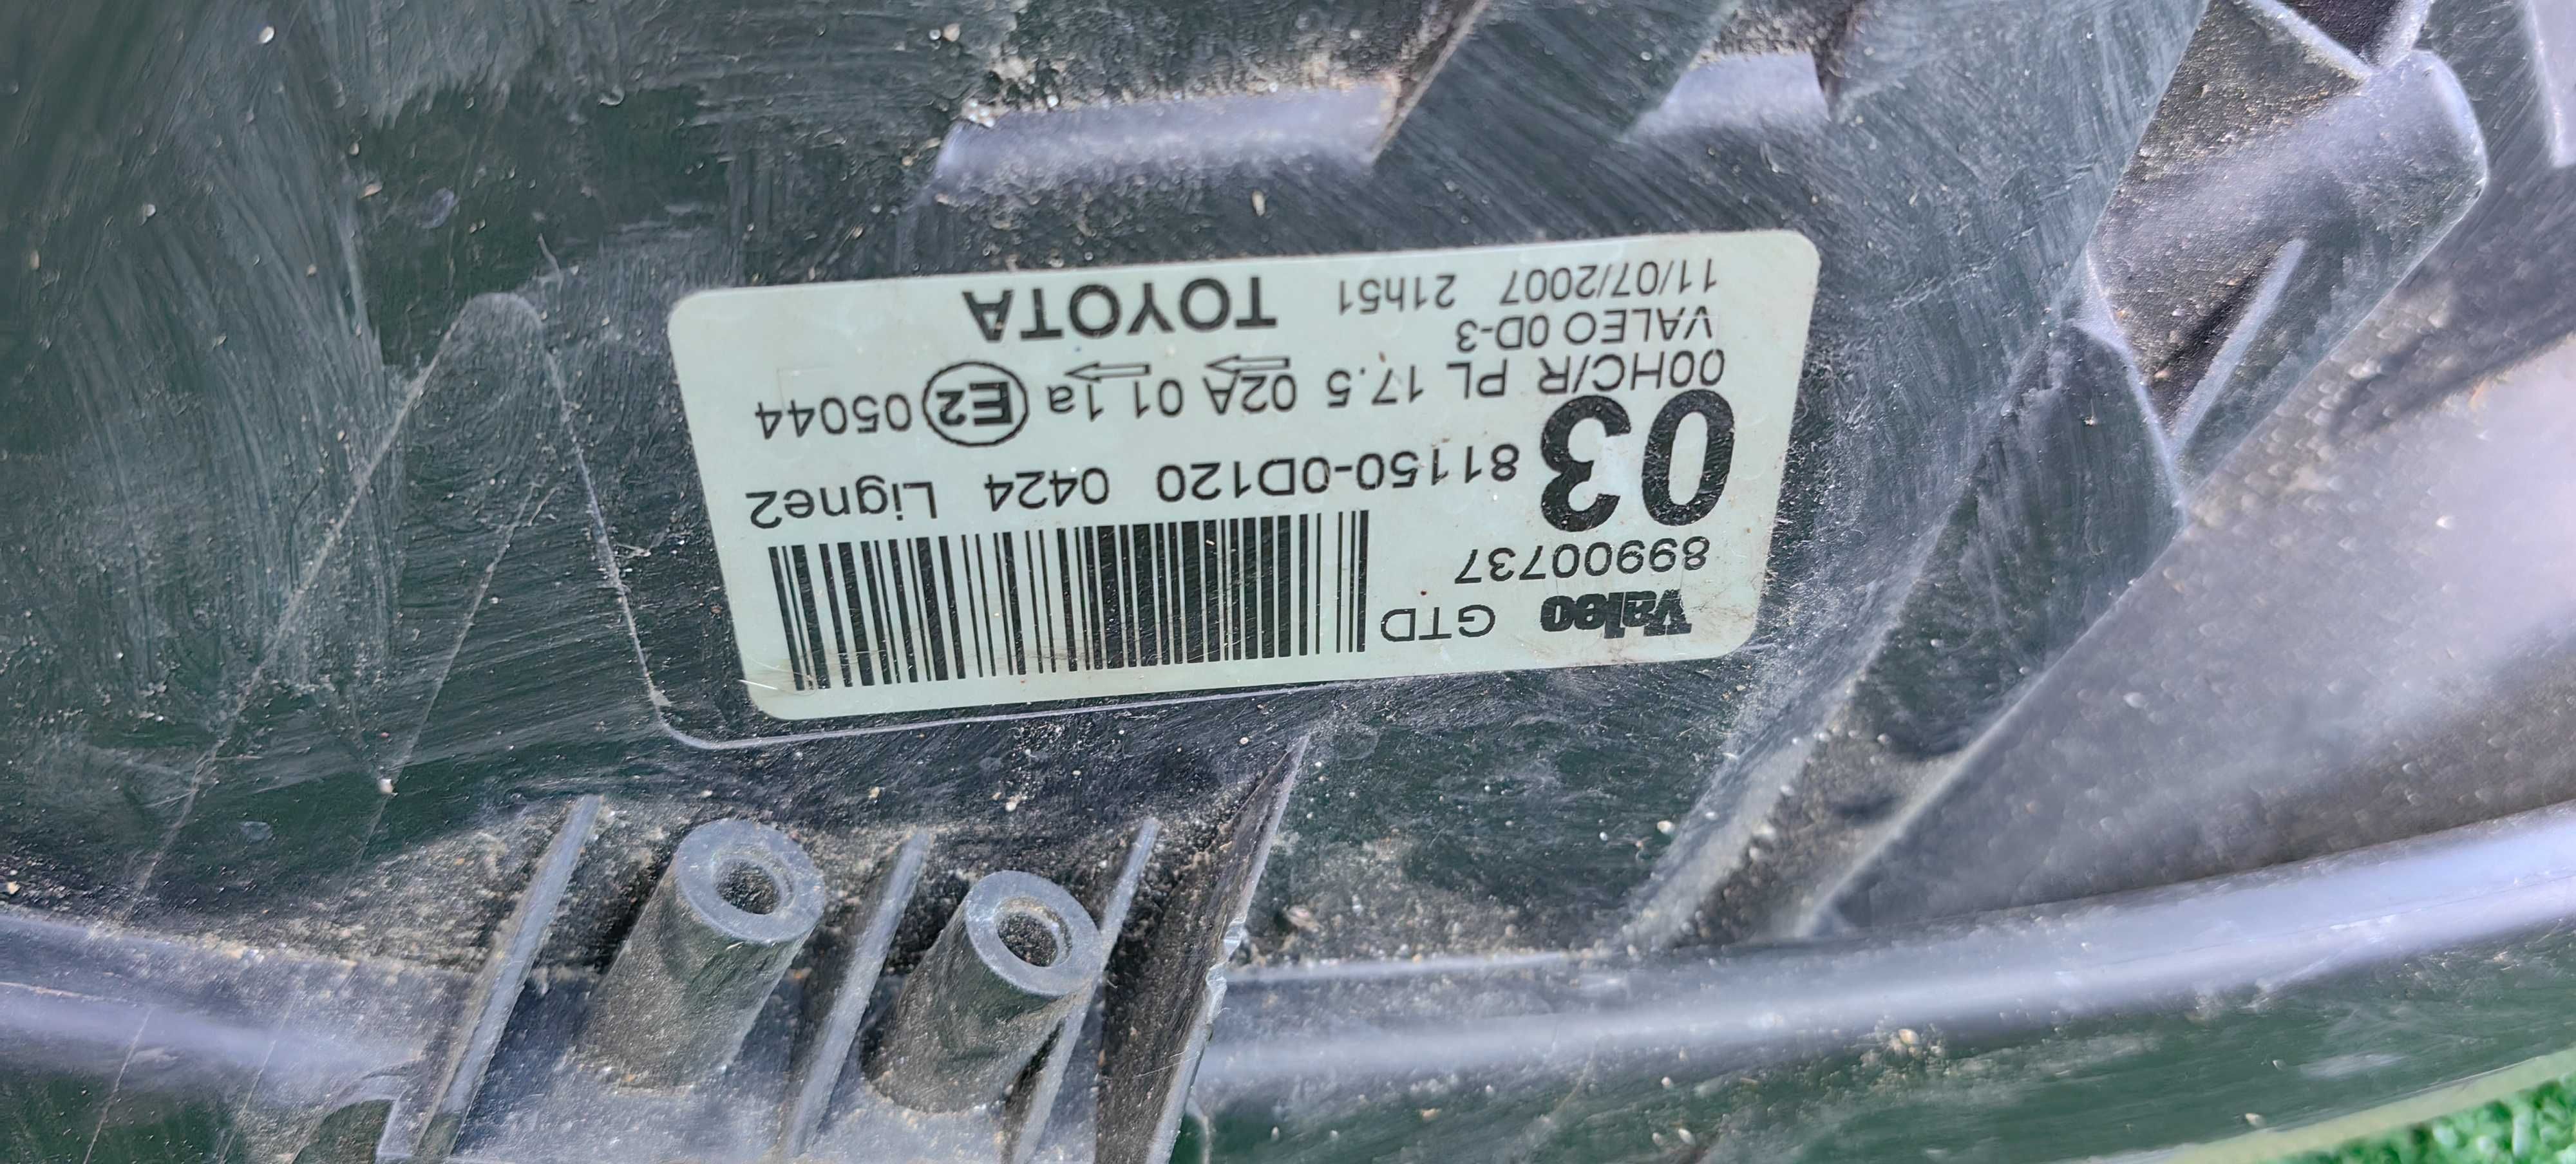 Valeo GTD
89900737
03 81150-0D120 0424 Ligne2
00HC/R PL 17.5 02A 01 1a E2 05044
VALEO 0D-3
11/07/2007 21h51 TOYOTA